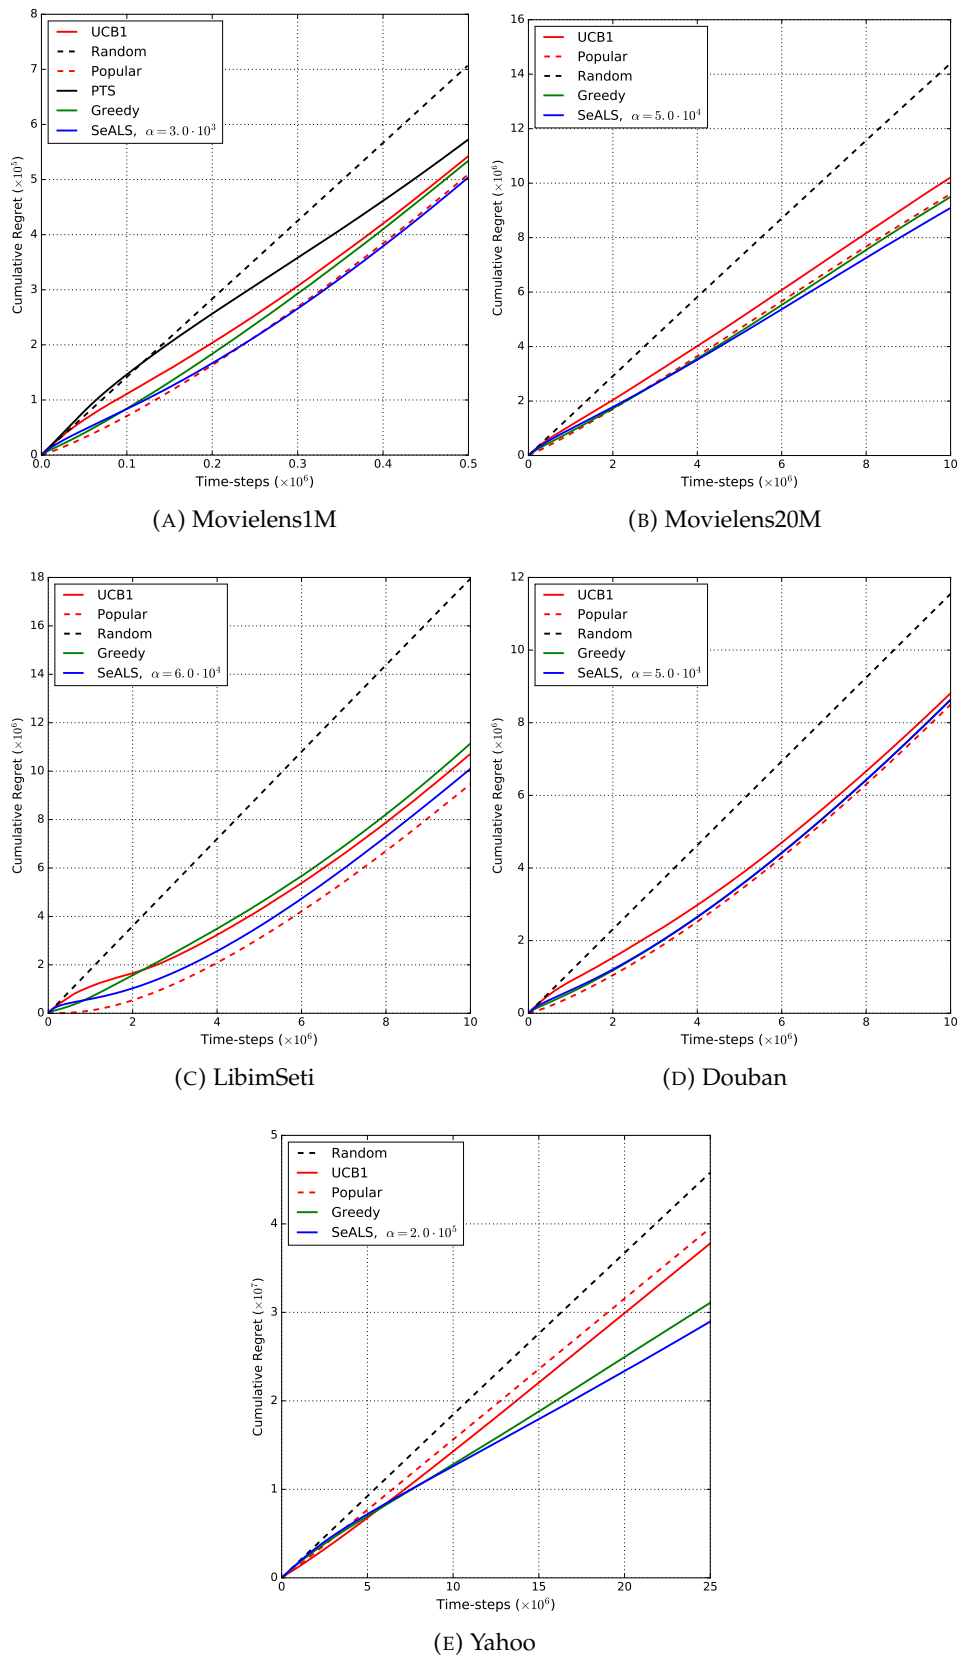 8
7
6
5
4
3
2
1
0
Cumulative Regret (×10⁵)
UCB1
Random
Popular
PTS
Greedy
SeALS, α = 3.0 · 10³
0.0 0.1 0.2 0.3 0.4 0.5
Time-steps (×10⁶)
(A) Movielens1M
16
14
12
10
8
6
4
2
0
Cumulative Regret (×10⁶)
UCB1
Popular
Random
Greedy
SeALS, α = 5.0 · 10⁴
0 2 4 6 8 10
Time-steps (×10⁶)
(B) Movielens20M
18
16
14
12
10
8
6
4
2
0
Cumulative Regret (×10⁶)
UCB1
Popular
Random
Greedy
SeALS, α = 6.0 · 10⁴
0 2 4 6 8 10
Time-steps (×10⁶)
(C) LibimSeti
12
10
8
6
4
2
0
Cumulative Regret (×10⁶)
UCB1
Popular
Random
Greedy
SeALS, α = 5.0 · 10⁴
0 2 4 6 8 10
Time-steps (×10⁶)
(D) Douban
5
4
3
2
1
0
Cumulative Regret (×10⁷)
Random
UCB1
Popular
Greedy
SeALS, α = 2.0 · 10⁵
0 5 10 15 20 25
Time-steps (×10⁶)
(E) Yahoo